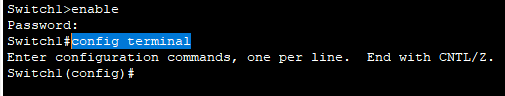 Switch1>enable
Password:
Switch1#config terminal
Enter configuration commands, one per line.  End with CNTL/Z.
Switch1(config)#